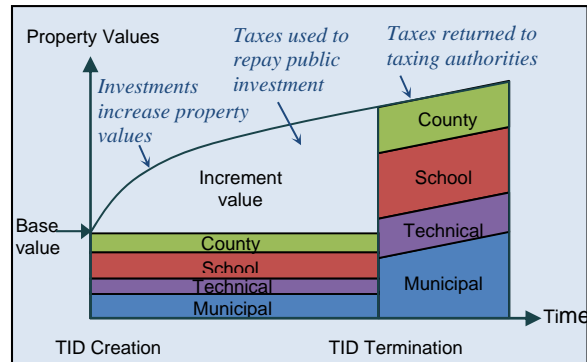 Property Values
Taxes used to
repay public
investment
Taxes returned to
taxing authorities
Investments
increase property
values
Increment
value
Base
value
County
School
Technical
Municipal
County
School
Technical
Municipal
Time
TID Creation
TID Termination